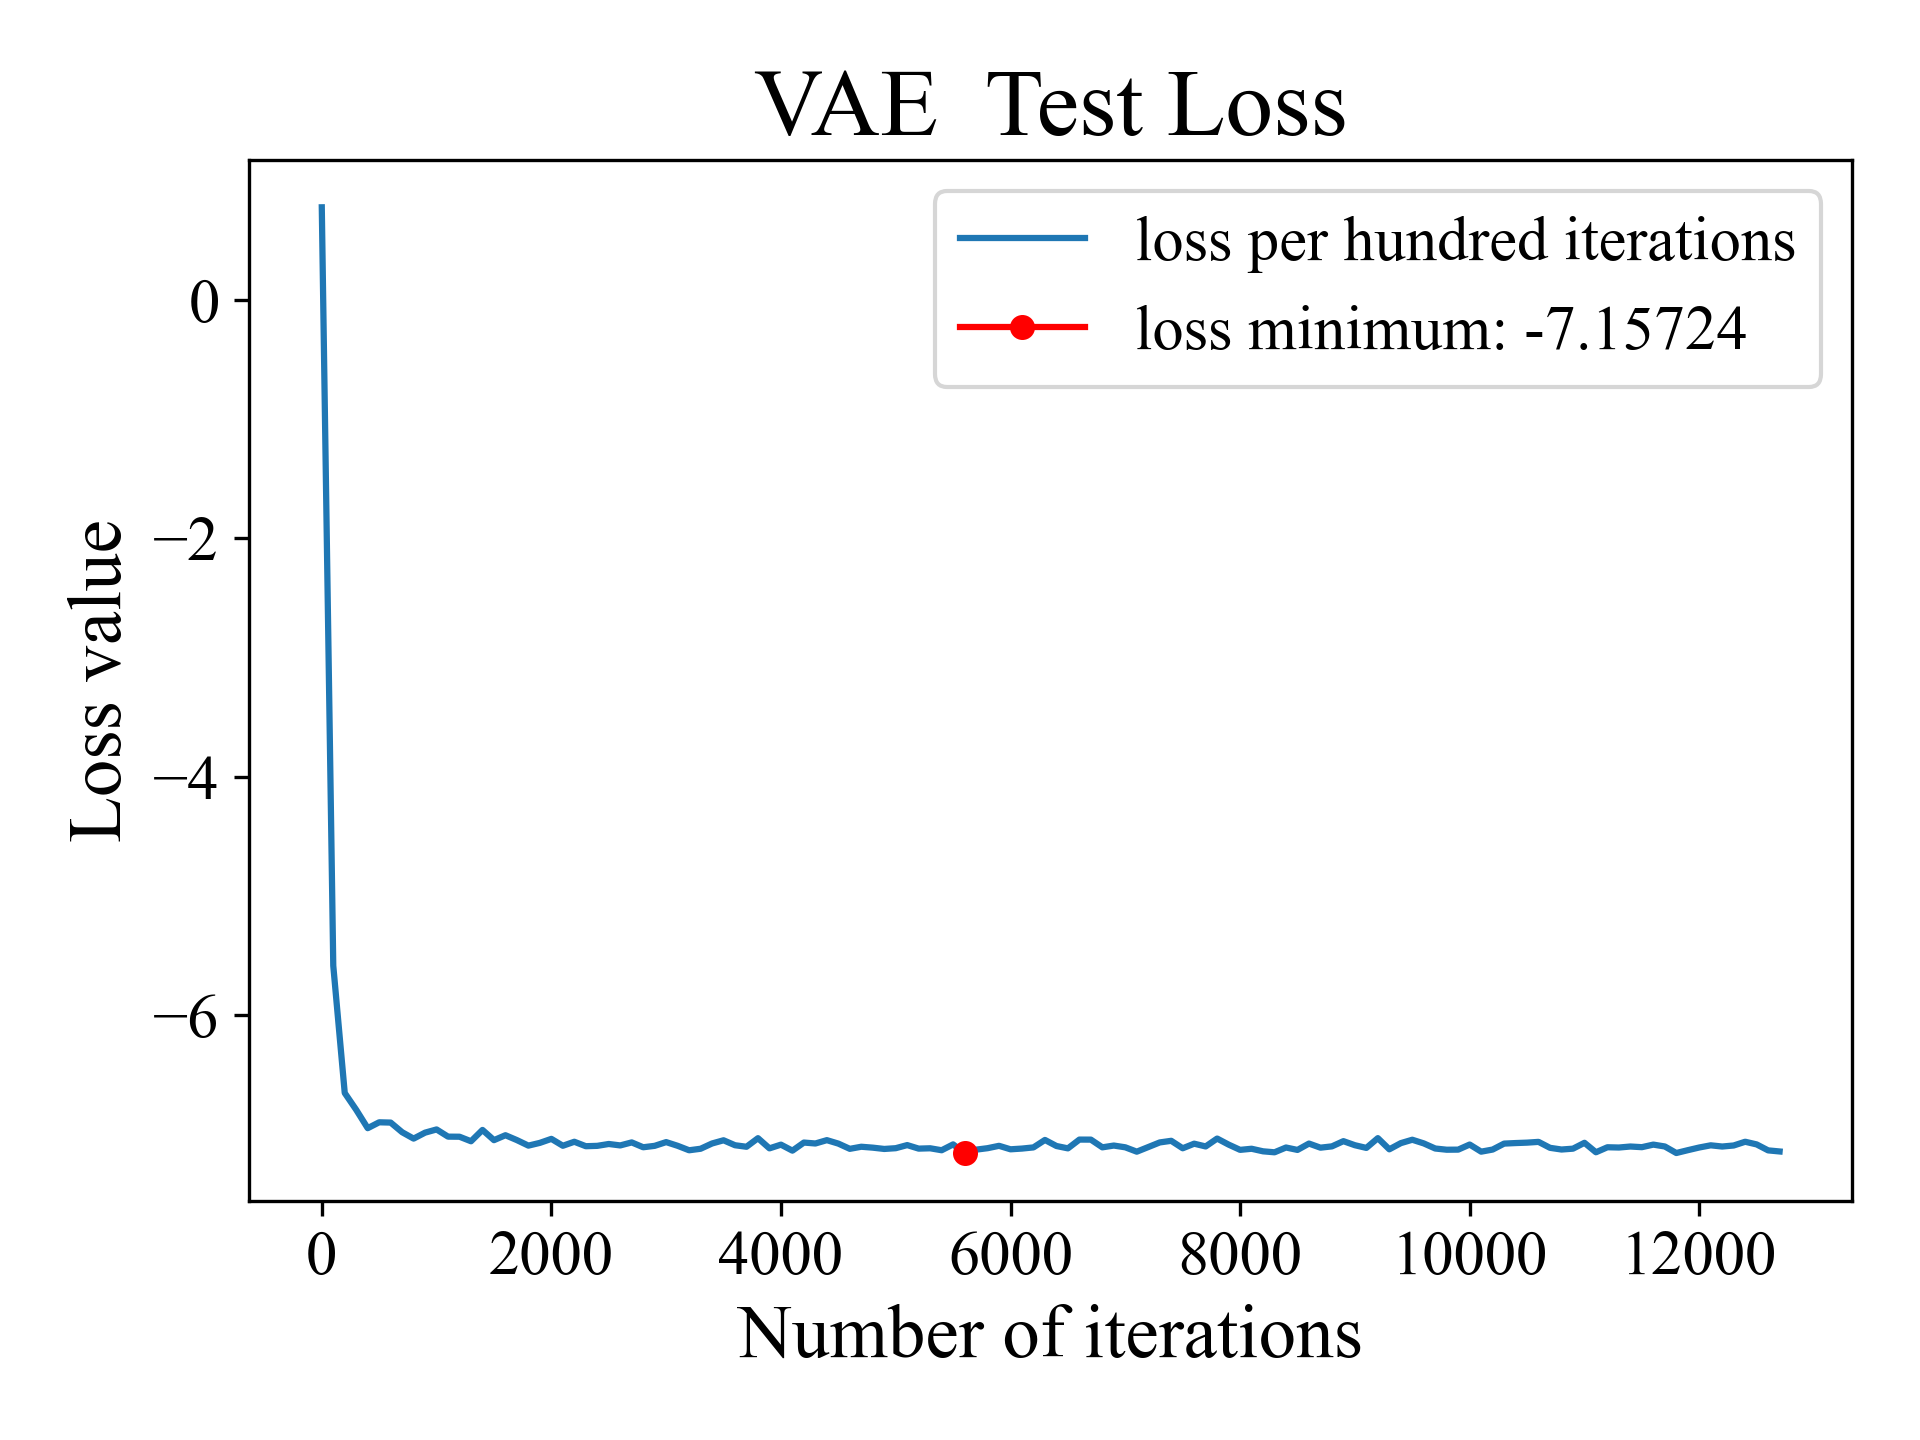 VAE  Test Loss
loss per hundred iterations
loss minimum: -7.15724
Loss value
0
−2
−4
−6
0 2000 4000 6000 8000 10000 12000
Number of iterations